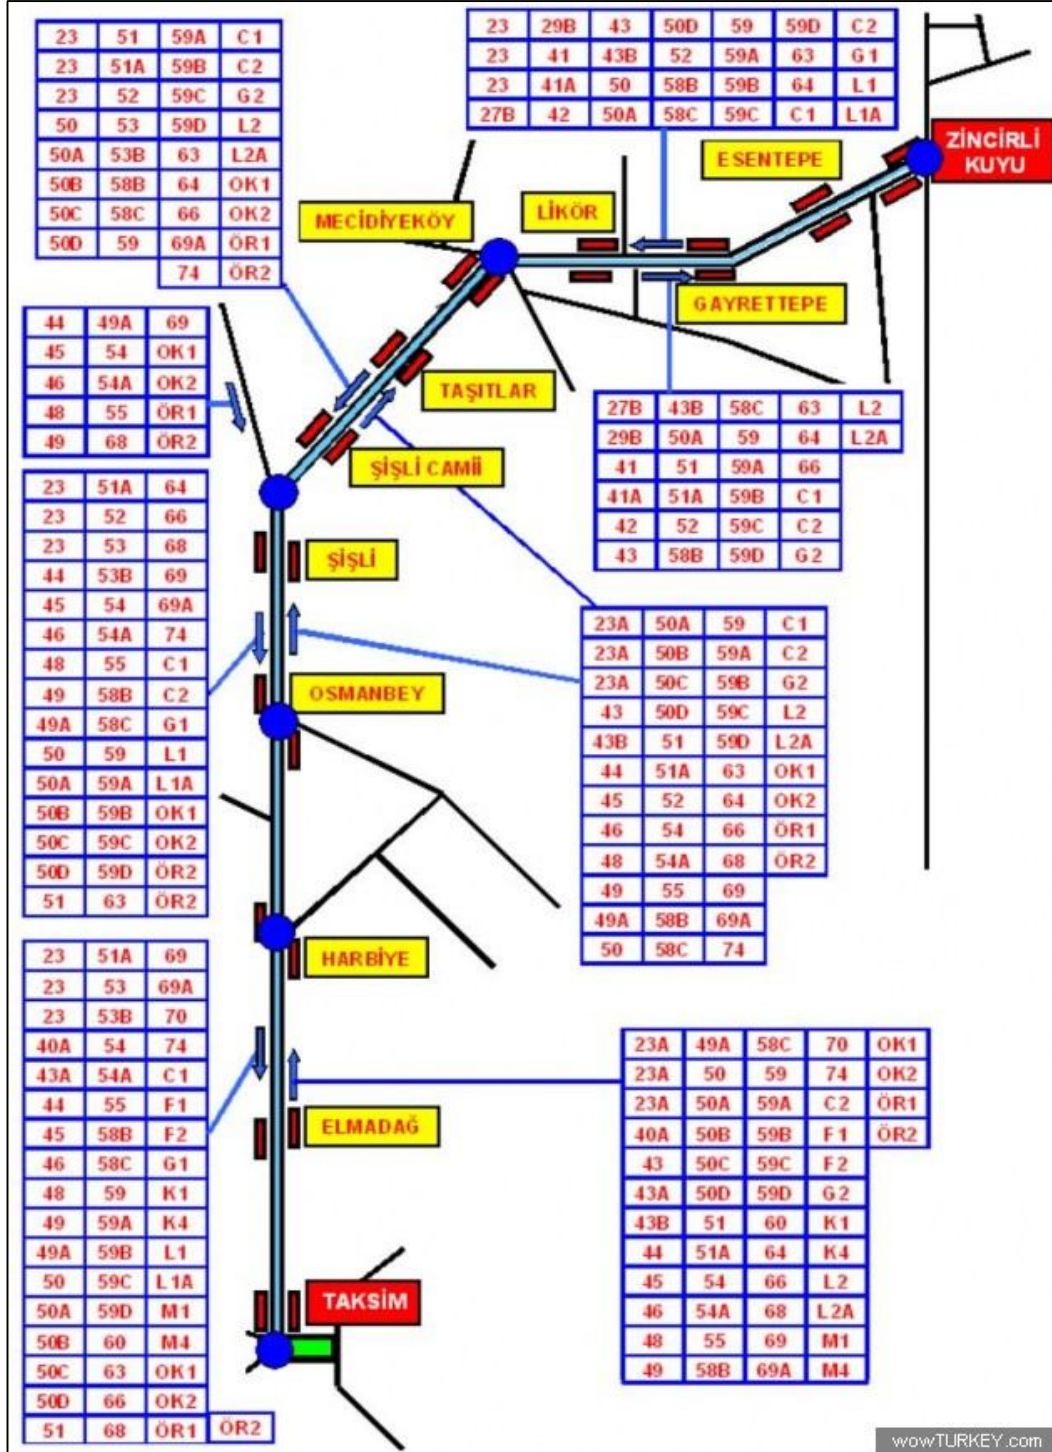 23 51 59A C1
23 51A 59B C2
23 52 59C G2
50 53 59D L2
50A 53B 63 L2A
50B 58B 64 OK1
50C 58C 66 OK2
50D 59 69A ÖR1
74 ÖR2
23 29B 43 50D 59 59D C2
23 41 43B 52 59A 63 G1
23 41A 50 58B 59B 64 L1
27B 42 50A 58C 59C C1 L1A
ZİNCİRLİ
KUYU
ESENTEPE
LİKÖR
MECİDİYEKÖY
GAYRETTEPE
44 49A 69
45 54 OK1
46 54A OK2
48 55 ÖR1
49 68 ÖR2
TAŞITLAR
ŞİŞLİ CAMİİ
27B 43B 58C 63 L2
29B 50A 59 64 L2A
41 51 59A 66
41A 51A 59B C1
42 52 59C C2
43 58B 59D G2
23 51A 64
23 52 66
23 53 68
44 53B 69
45 54 69A
46 54A 74
48 55 C1
49 58B C2
49A 58C G1
50 59 L1
50A 59A L1A
50B 59B OK1
50C 59C OK2
50D 59D ÖR2
51 63 ÖR2
ŞİŞLİ
OSMANBEY
23A 50A 59 C1
23A 50B 59A C2
23A 50C 59B G2
43 50D 59C L2
43B 51 59D L2A
44 51A 63 OK1
45 52 64 OK2
46 54 66 ÖR1
48 54A 68 ÖR2
49 55 69
49A 58B 69A
50 58C 74
HARBİYE
23 51A 69
23 53 69A
23 53B 70
40A 54 74
43A 54A C1
44 55 F1
45 58B F2
46 58C G1
48 59 K1
49 59A K4
49A 59B L1
50 59C L1A
50A 59D M1
50B 60 M4
50C 63 OK1
50D 66 OK2
51 68 ÖR1 ÖR2
ELMADAĞ
TAKSİM
23A 49A 58C 70 OK1
23A 50 59 74 OK2
23A 50A 59A C2 ÖR1
40A 50B 59B F1 ÖR2
43 50C 59C F2
43A 50D 59D G2
43B 51 60 K1
44 51A 64 K4
45 54 66 L2
46 54A 68 L2A
48 55 69 M1
49 58B 69A M4
wowTURKEY.com